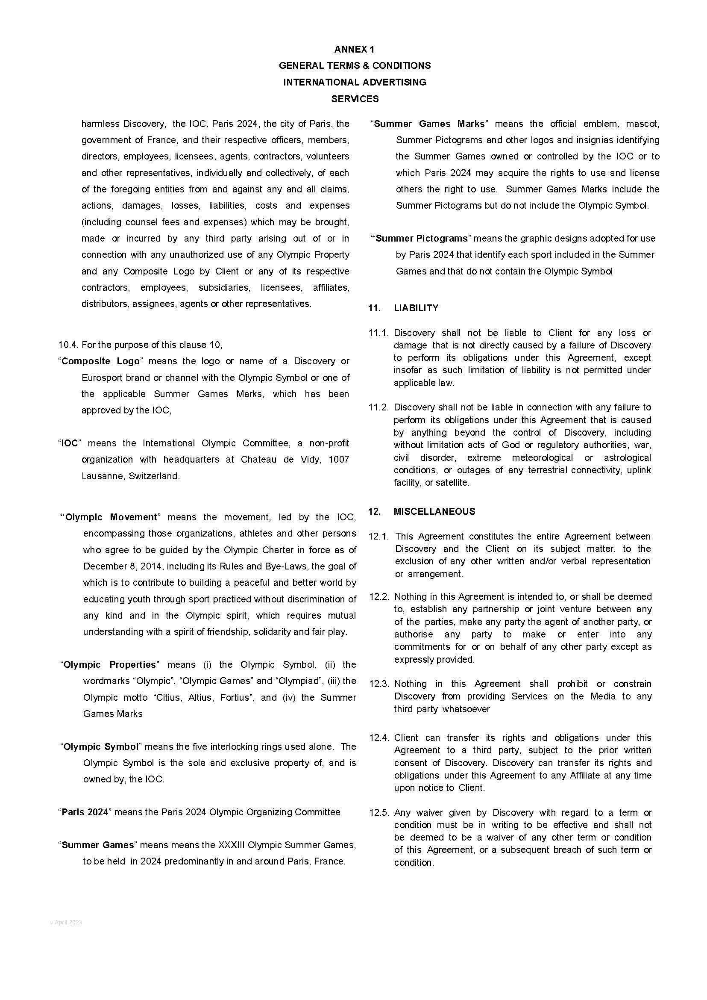 ANNEX 1
GENERAL TERMS & CONDITIONS
INTERNATIONAL ADVERTISING
SERVICES
harmless Discovery, the IOC, Paris 2024, the city of Paris, the
government of France, and their respective officers, members,
directors, employees, licensees, agents, contractors, volunteers
and other representatives, individually and collectively, of each
of the foregoing entities from and against any and all claims,
actions, damages, losses, liabilities, costs and expenses
(including counsel fees and expenses) which may be brought,
made or incurred by any third party arising out of or in
connection with any unauthorized use of any Olympic Property
and any Composite Logo by Client or any of its respective
contractors, employees, subsidiaries, licensees, affiliates,
distributors, assignees, agents or other representatives.
10.4. For the purpose of this clause 10,
“Composite Logo” means the logo or name of a Discovery or
Eurosport brand or channel with the Olympic Symbol or one of
the applicable Summer Games Marks, which has been
approved by the IOC,
“IOC” means the International Olympic Committee, a non-profit
organization with headquarters at Chateau de Vidy, 1007
Lausanne, Switzerland.
“Olympic Movement” means the movement, led by the IOC,
encompassing those organizations, athletes and other persons
who agree to be guided by the Olympic Charter in force as of
December 8, 2014, including its Rules and Bye-Laws, the goal of
which is to contribute to building a peaceful and better world by
educating youth through sport practiced without discrimination of
any kind and in the Olympic spirit, which requires mutual
understanding with a spirit of friendship, solidarity and fair play.
“Olympic Properties” means (i) the Olympic Symbol, (ii) the
wordmarks “Olympic”, “Olympic Games” and “Olympiad”, (iii) the
Olympic motto “Citius, Altius, Fortius”, and (iv) the Summer
Games Marks
“Olympic Symbol” means the five interlocking rings used alone. The
Olympic Symbol is the sole and exclusive property of, and is
owned by, the IOC.
“Paris 2024” means the Paris 2024 Olympic Organizing Committee
“Summer Games” means means the XXXIII Olympic Summer Games,
to be held in 2024 predominantly in and around Paris, France.
“Summer Games Marks” means the official emblem, mascot,
Summer Pictograms and other logos and insignias identifying
the Summer Games owned or controlled by the IOC or to
which Paris 2024 may acquire the rights to use and license
others the right to use. Summer Games Marks include the
Summer Pictograms but do not include the Olympic Symbol.
“Summer Pictograms” means the graphic designs adopted for use
by Paris 2024 that identify each sport included in the Summer
Games and that do not contain the Olympic Symbol
11. LIABILITY
11.1. Discovery shall not be liable to Client for any loss or
damage that is not directly caused by a failure of Discovery
to perform its obligations under this Agreement, except
insofar as such limitation of liability is not permitted under
applicable law.
11.2. Discovery shall not be liable in connection with any failure to
perform its obligations under this Agreement that is caused
by anything beyond the control of Discovery, including
without limitation acts of God or regulatory authorities, war,
civil disorder, extreme meteorological or astrological
conditions, or outages of any terrestrial connectivity, uplink
facility, or satellite.
12. MISCELLANEOUS
12.1. This Agreement constitutes the entire Agreement between
Discovery and the Client on its subject matter, to the
exclusion of any other written and/or verbal representation
or arrangement.
12.2. Nothing in this Agreement is intended to, or shall be deemed
to, establish any partnership or joint venture between any
of the parties, make any party the agent of another party, or
authorise any party to make or enter into any
commitments for or on behalf of any other party except as
expressly provided.
12.3. Nothing in this Agreement shall prohibit or constrain
Discovery from providing Services on the Media to any
third party whatsoever
12.4. Client can transfer its rights and obligations under this
Agreement to a third party, subject to the prior written
consent of Discovery. Discovery can transfer its rights and
obligations under this Agreement to any Affiliate at any time
upon notice to Client.
12.5. Any waiver given by Discovery with regard to a term or
condition must be in writing to be effective and shall not
be deemed to be a waiver of any other term or condition
of this Agreement, or a subsequent breach of such term or
condition.
v April 2023